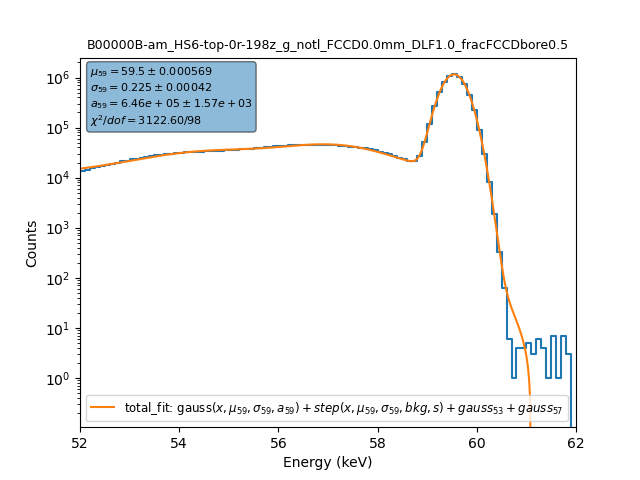 B00000B-am_HS6-top-0r-198z_g_notl_FCCD0.0mm_DLF1.0_fracFCCDbore0.5
μ₅₉ = 59.5 ± 0.000569
σ₅₉ = 0.225 ± 0.00042
a₅₉ = 6.46e + 05 ± 1.57e + 03
χ²/dof = 3122.60/98
10⁶
10⁵
10⁴
10³
10²
10¹
10⁰
Counts
total_fit: gauss(x, μ₅₉, σ₅₉, a₅₉) + step(x, μ₅₉, σ₅₉, bkg, s) + gauss₅₃ + gauss₅₇
52 54 56 58 60 62
Energy (keV)